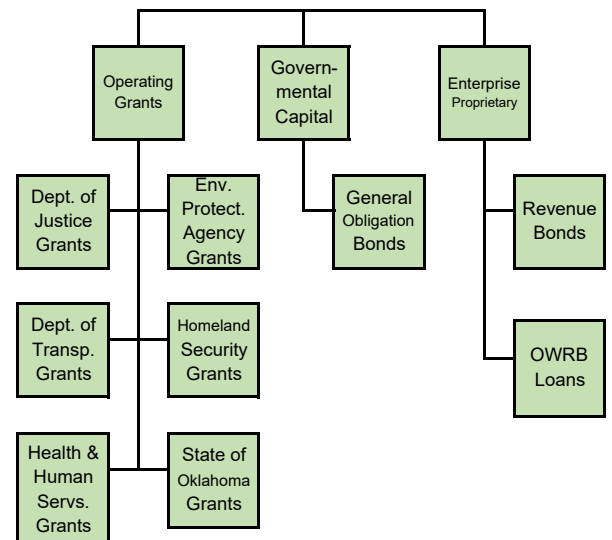 Operating
Grants
Govern-
mental
Capital
Enterprise
Proprietary
Dept. of
Justice
Grants
Env.
Protect.
Agency
Grants
General
Obligation
Bonds
Revenue
Bonds
Dept. of
Transp.
Grants
Homeland
Security
Grants
OWRB
Loans
Health &
Human
Servs.
Grants
State of
Oklahoma
Grants